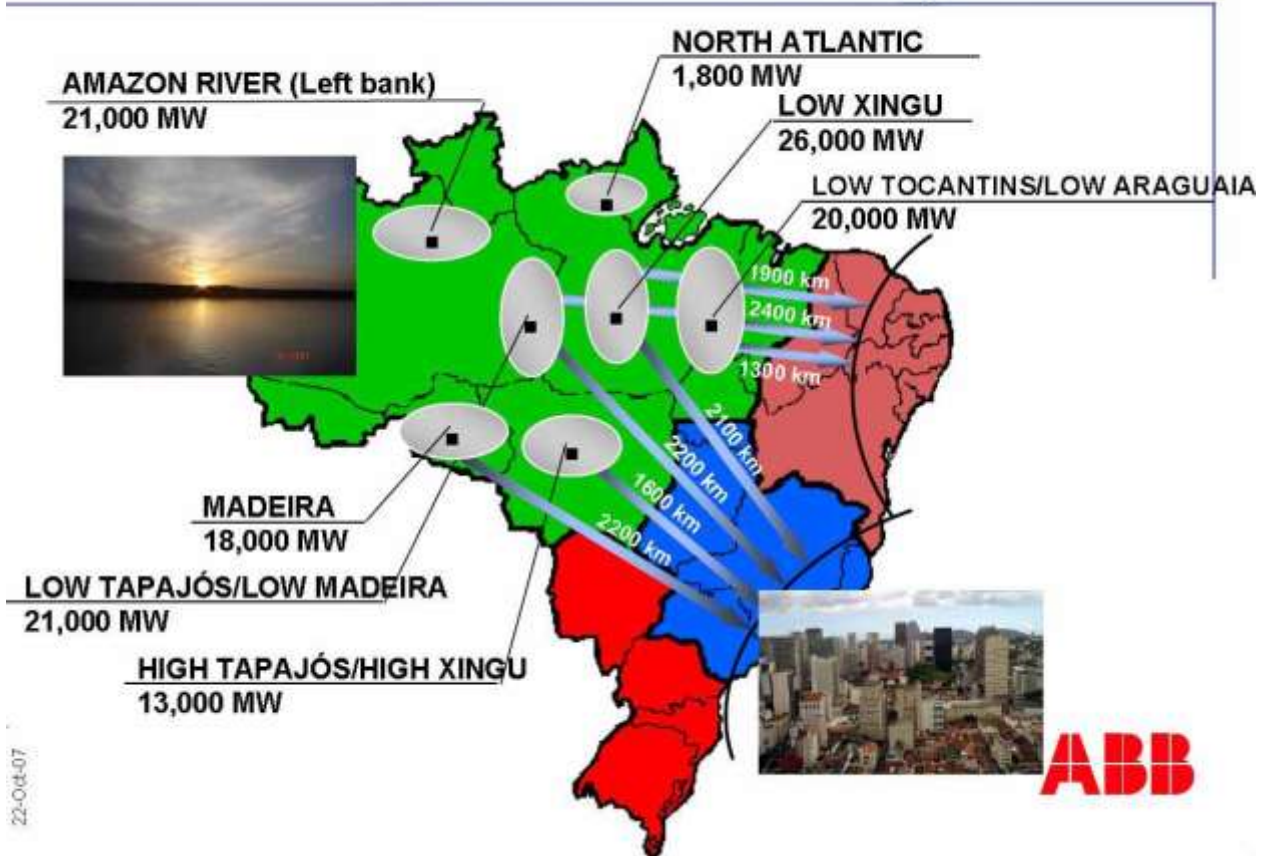 NORTH ATLANTIC
1,800 MW
AMAZON RIVER (Left bank)
21,000 MW
LOW XINGU
26,000 MW
LOW TOCANTINS/LOW ARAGUAIA
20,000 MW
1900 km
2400 km
1300 km
2100 km
2200 km
1600 km
2200 km
MADEIRA
18,000 MW
LOW TAPAJÓS/LOW MADEIRA
21,000 MW
HIGH TAPAJÓS/HIGH XINGU
13,000 MW
22-Oct-07
ABB